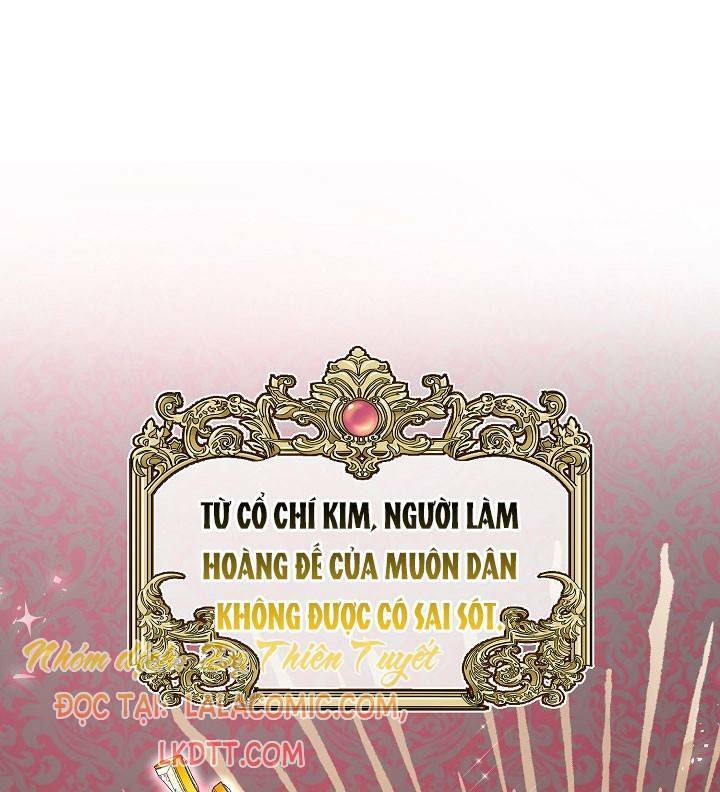 TỪ CỔ CHÍ KIM, NGƯỜI LÀM
HOÀNG ĐẾ CỦA MUÔN DÂN
KHÔNG ĐƯỢC CÓ SAI SÓT.
Nhóm dịch: Dạ Thiên Tuyết
ĐỌC TẠI: LALACOMIC.COM,
LKDTT.COM